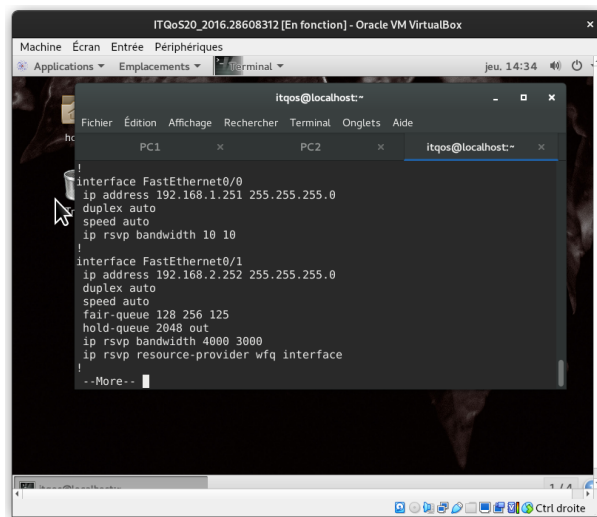 ITQoS20_2016.28608312 [En fonction] - Oracle VM VirtualBox
Machine Écran Entrée Périphériques
Applications Emplacements Terminal jeu. 14:34
itqos@localhost:~
Fichier Édition Affichage Rechercher Terminal Onglets Aide
PC1 PC2 itqos@localhost:~
!
interface FastEthernet0/0
ip address 192.168.1.251 255.255.255.0
duplex auto
speed auto
ip rsvp bandwidth 10 10
!
interface FastEthernet0/1
ip address 192.168.2.252 255.255.255.0
duplex auto
speed auto
fair-queue 128 256 125
hold-queue 2048 out
ip rsvp bandwidth 4000 3000
ip rsvp resource-provider wfq interface
!
--More--
Ctrl droite